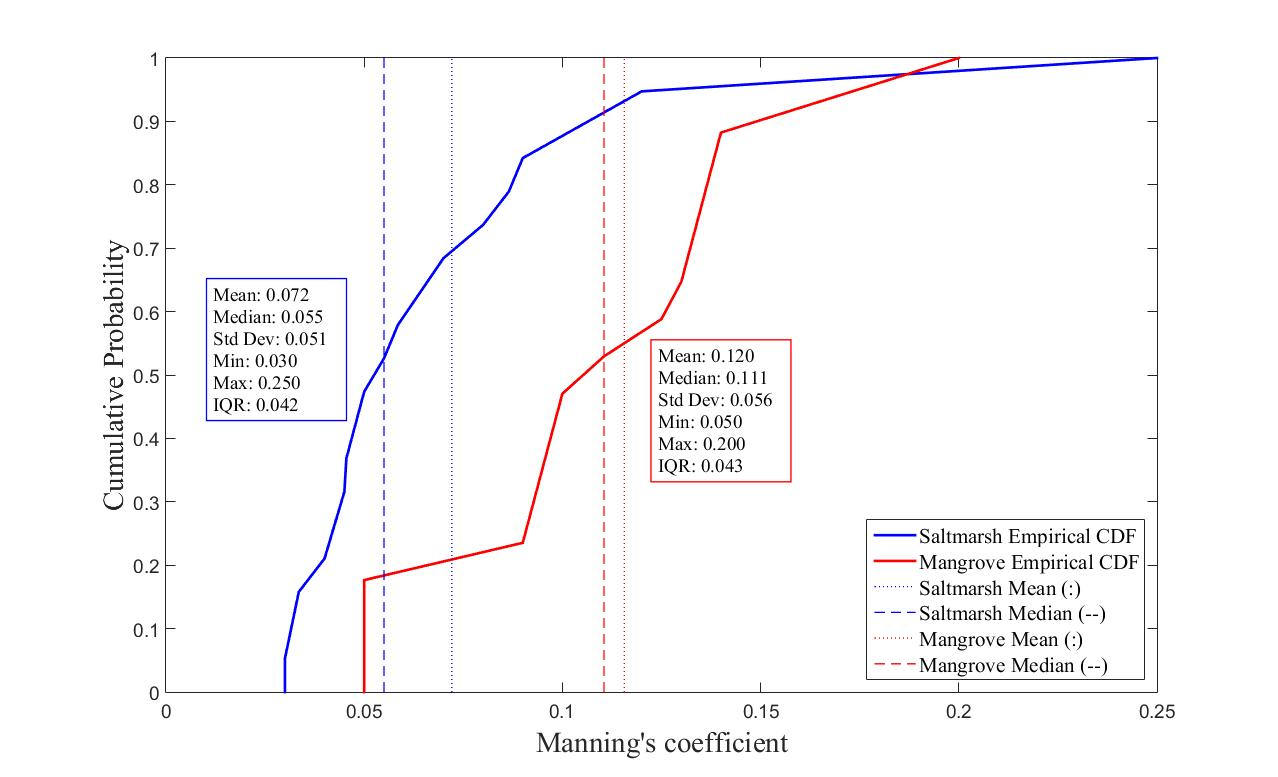 1
0.9
0.8
0.7
0.6
0.5
0.4
0.3
0.2
0.1
0
Cumulative Probability
Mean: 0.072
Median: 0.055
Std Dev: 0.051
Min: 0.030
Max: 0.250
IQR: 0.042
Mean: 0.120
Median: 0.111
Std Dev: 0.056
Min: 0.050
Max: 0.200
IQR: 0.043
Saltmarsh Empirical CDF
Mangrove Empirical CDF
Saltmarsh Mean (:)
Saltmarsh Median (--)
Mangrove Mean (:)
Mangrove Median (--)
0 0.05 0.1 0.15 0.2 0.25
Manning's coefficient